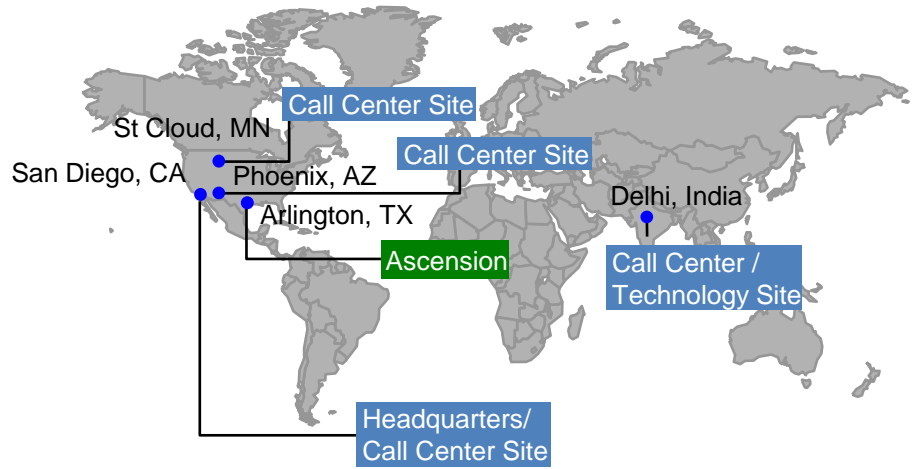 Call Center Site
St Cloud, MN
Call Center Site
San Diego, CA
Phoenix, AZ
Delhi, India
Arlington, TX
Ascension
Call Center /
Technology Site
Headquarters/
Call Center Site